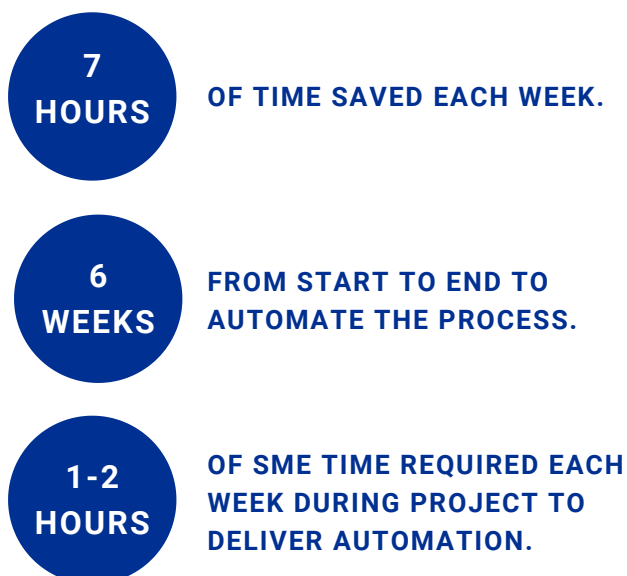 7
HOURS
OF TIME SAVED EACH WEEK.
6
WEEKS
FROM START TO END TO
AUTOMATE THE PROCESS.
1-2
HOURS
OF SME TIME REQUIRED EACH
WEEK DURING PROJECT TO
DELIVER AUTOMATION.